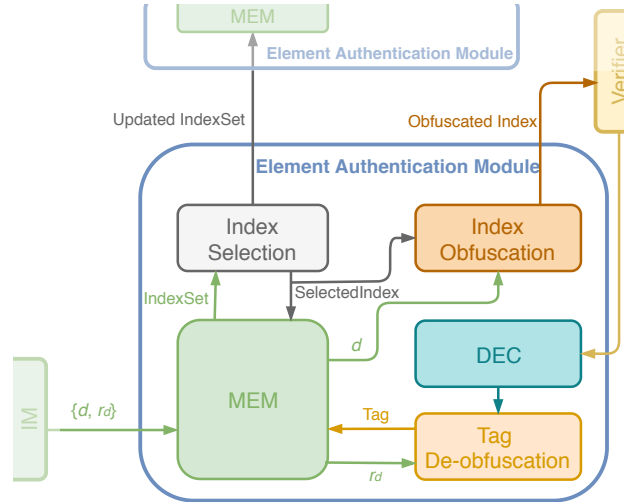 MEM
Element Authentication Module
Verifier
Updated IndexSet
Obfuscated Index
Element Authentication Module
Index
Selection
Index
Obfuscation
IndexSet
SelectedIndex
d
DEC
MEM
IM
{d, rd}
Tag
Tag
De-obfuscation
rd